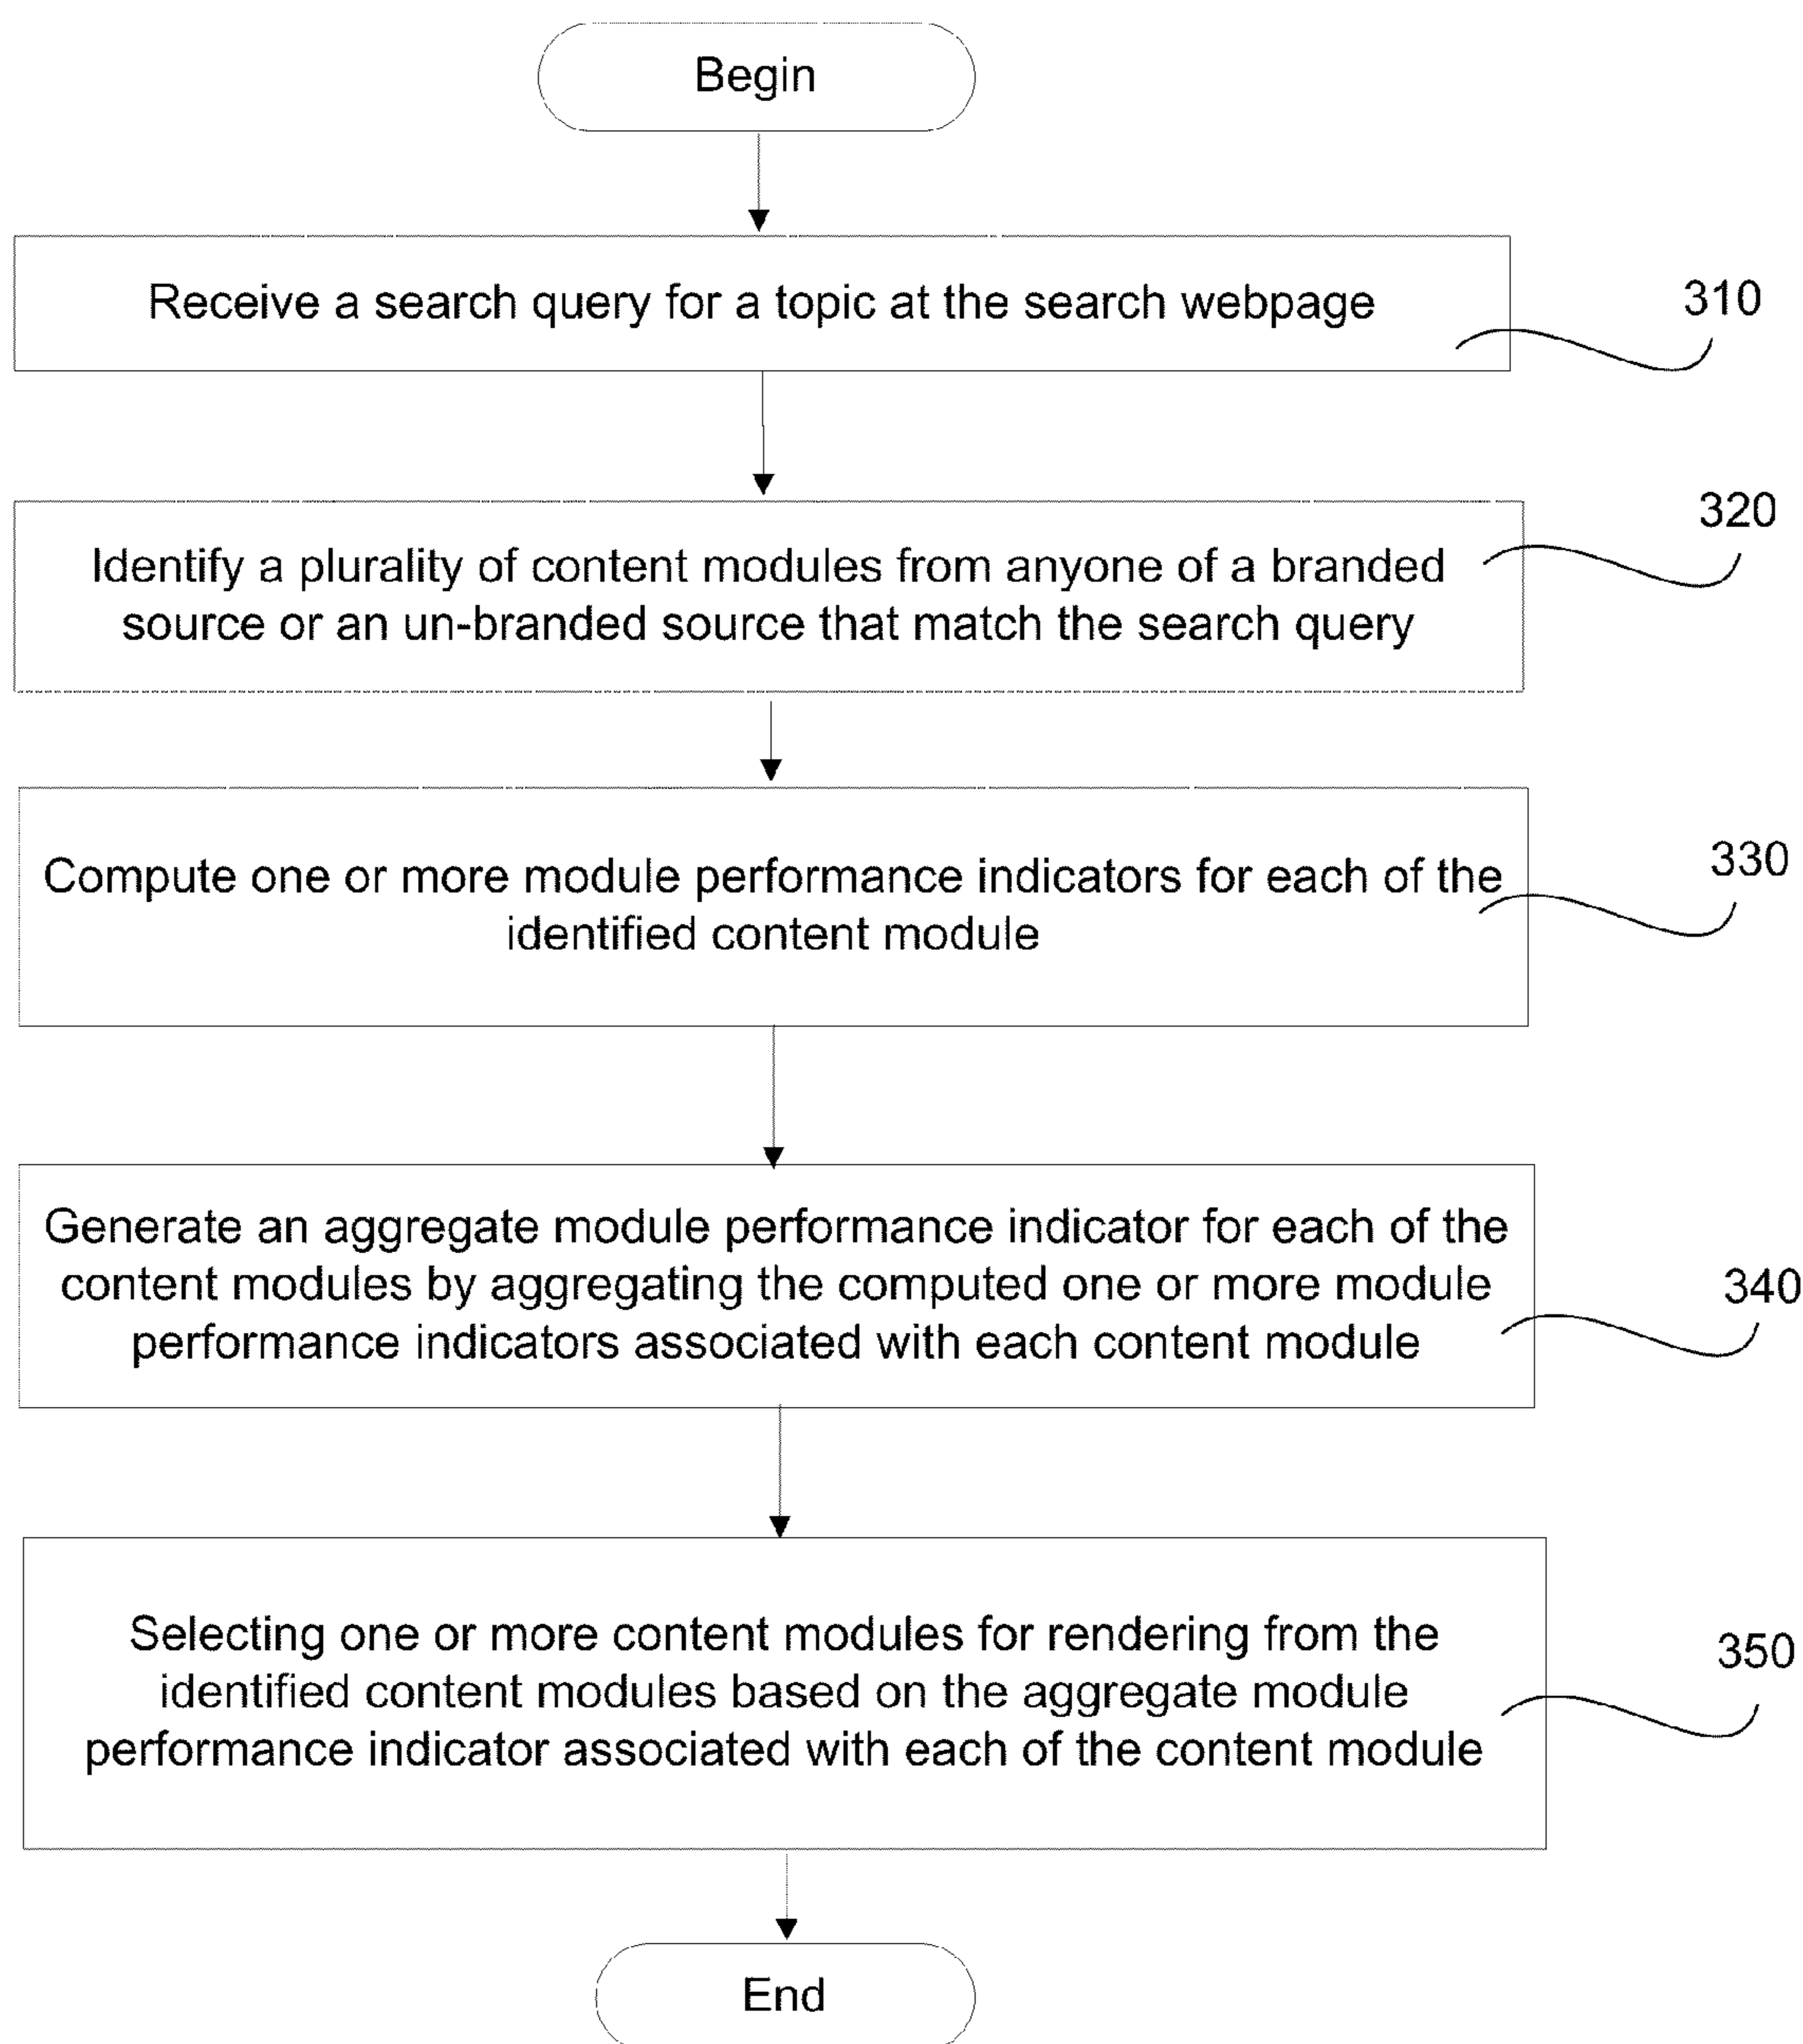 Begin
Receive a search query for a topic at the search webpage
310
320
Identify a plurality of content modules from anyone of a branded
source or an un-branded source that match the search query
330
Compute one or more module performance indicators for each of the
identified content module
Generate an aggregate module performance indicator for each of the
content modules by aggregating the computed one or more module
340
performance indicators associated with each content module
Selecting one or more content modules for rendering from the
350
identified content modules based on the aggregate module
performance indicator associated with each of the content module
End